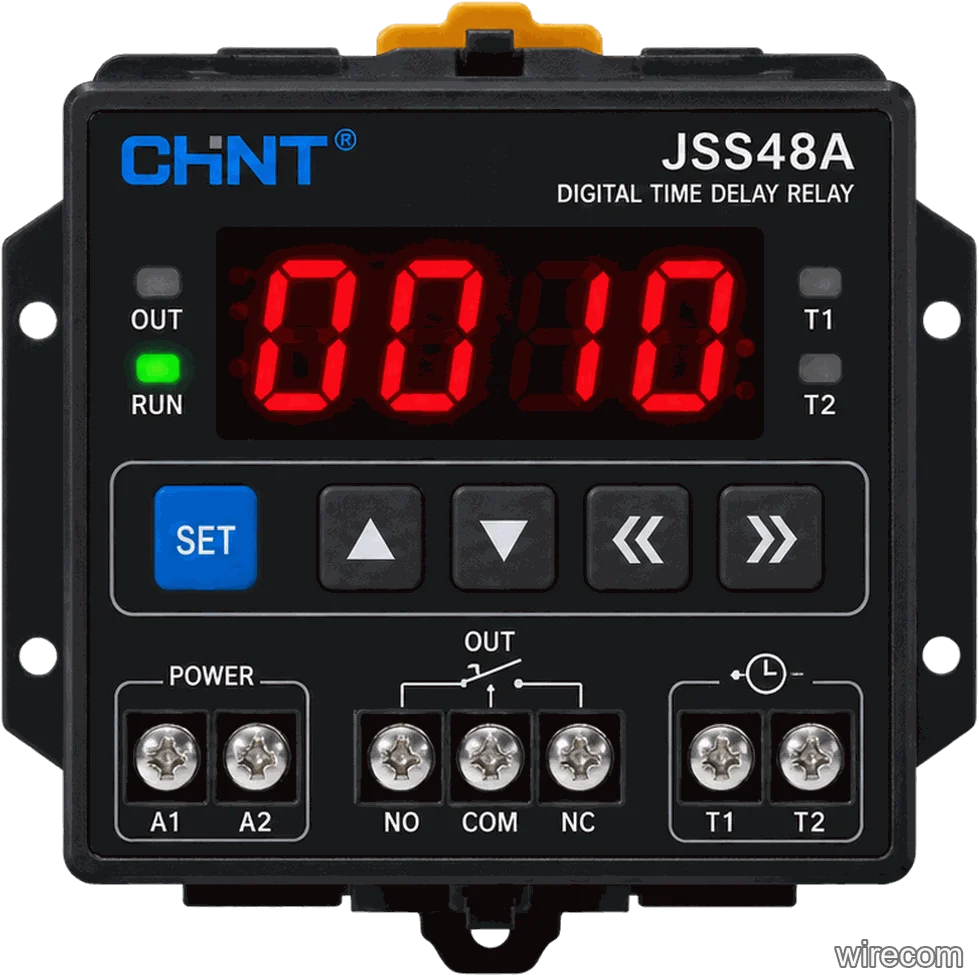 CHNT®
JSS48A
DIGITAL TIME DELAY RELAY
OUT
RUN
0010
T1
T2
SET
POWER
OUT
A1
A2
NO
COM
NC
T1
T2
wirecom